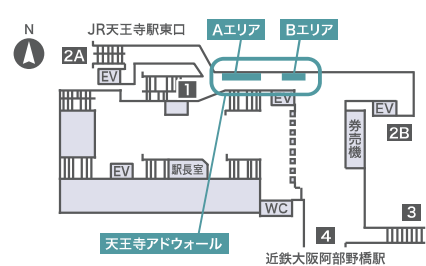 N
JR天王寺駅東口
Aエリア
Bエリア
2A
EV
1
EV
EV
2B
券売機
EV
駅長室
WC
3
天王寺アドウォール
4
近鉄大阪阿部野橋駅